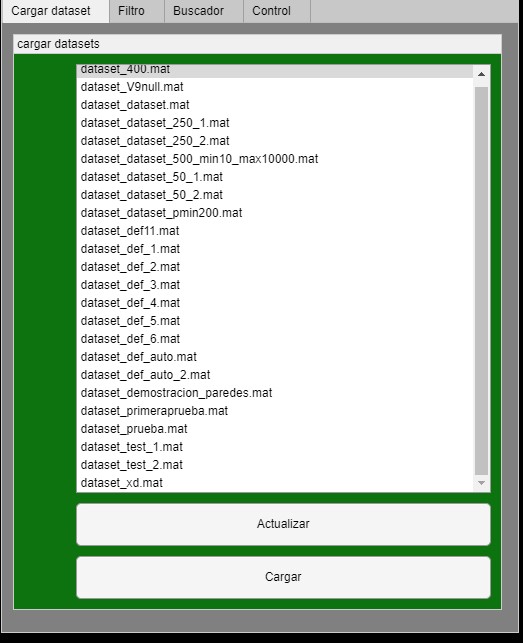 Cargar dataset Filtro Buscador Control
cargar datasets
dataset_400.mat
dataset_V9null.mat
dataset_dataset.mat
dataset_dataset_250_1.mat
dataset_dataset_250_2.mat
dataset_dataset_500_min10_max10000.mat
dataset_dataset_50_1.mat
dataset_dataset_50_2.mat
dataset_dataset_pmin200.mat
dataset_def11.mat
dataset_def_1.mat
dataset_def_2.mat
dataset_def_3.mat
dataset_def_4.mat
dataset_def_5.mat
dataset_def_6.mat
dataset_def_auto.mat
dataset_def_auto_2.mat
dataset_demostracion_paredes.mat
dataset_primeraprueba.mat
dataset_prueba.mat
dataset_test_1.mat
dataset_test_2.mat
dataset_xd.mat
Actualizar
Cargar